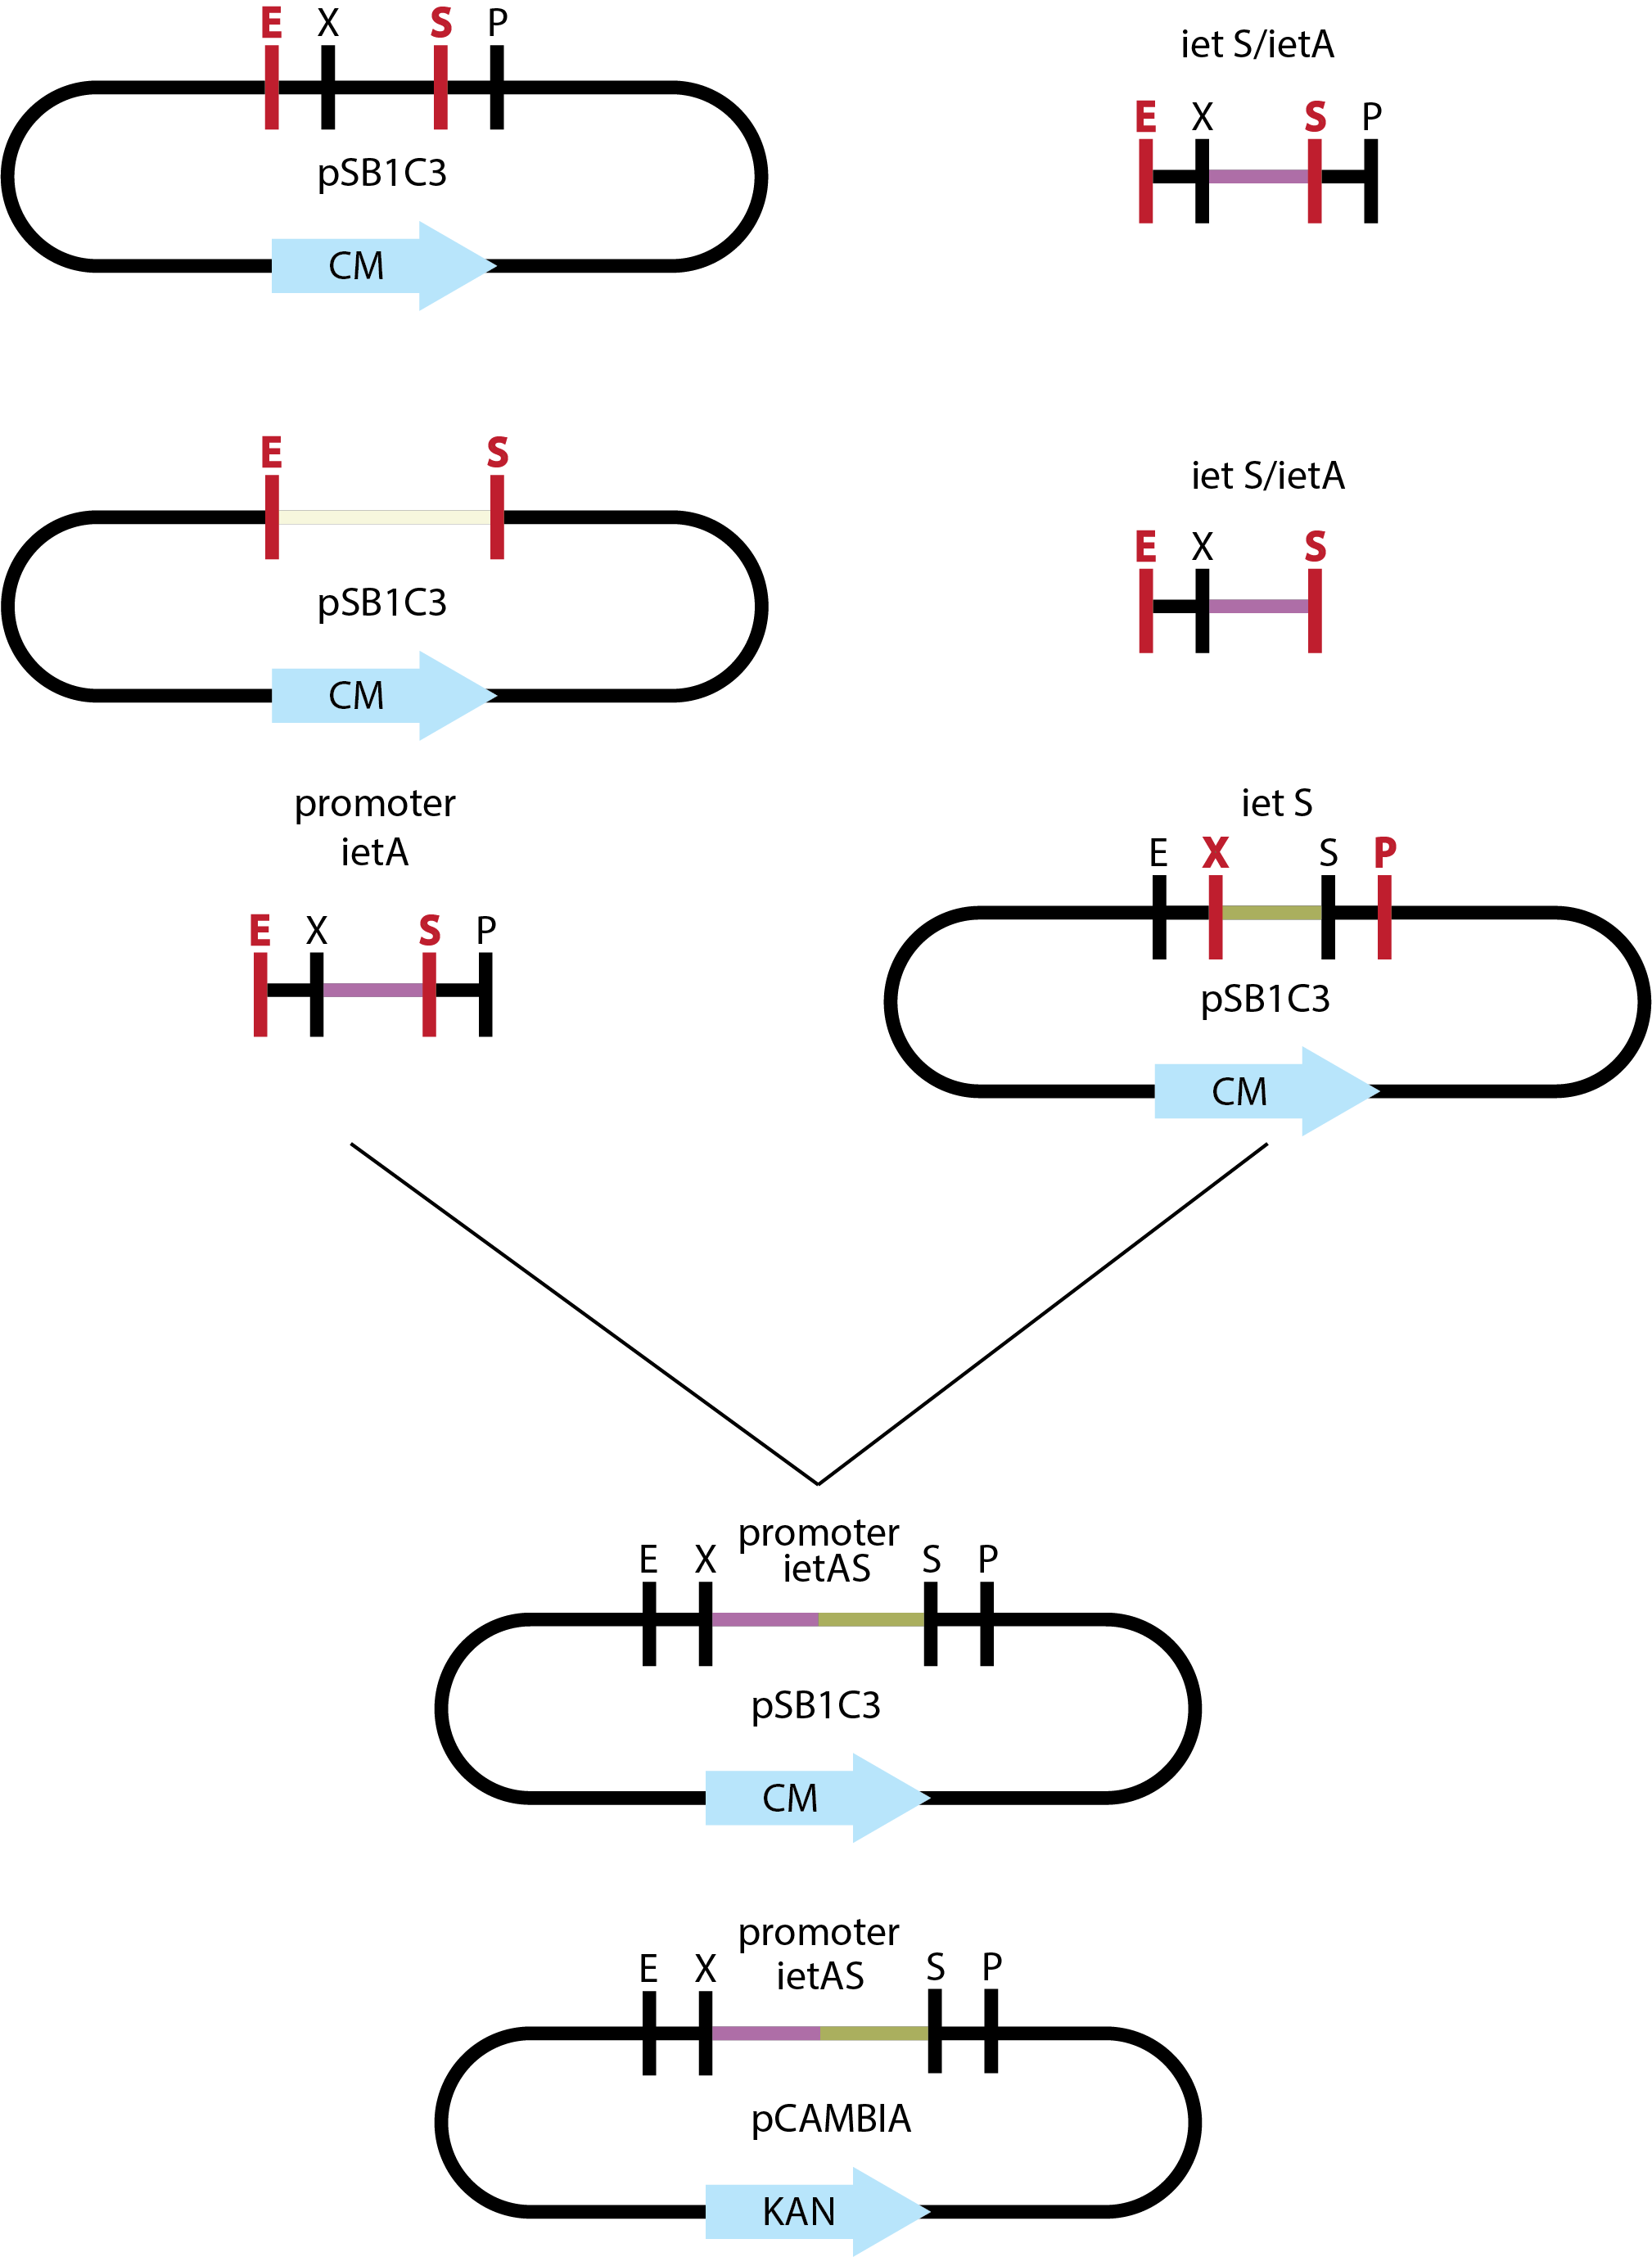 E X S P
pSB1C3
CM
iet S/ietA
E X S P
E S
pSB1C3
CM
iet S/ietA
E X S
promoter
ietA
E X S P
iet S
E X S P
pSB1C3
CM
promoter
ietAS
E X S P
pSB1C3
CM
promoter
ietAS
E X S P
pCAMBIA
KAN